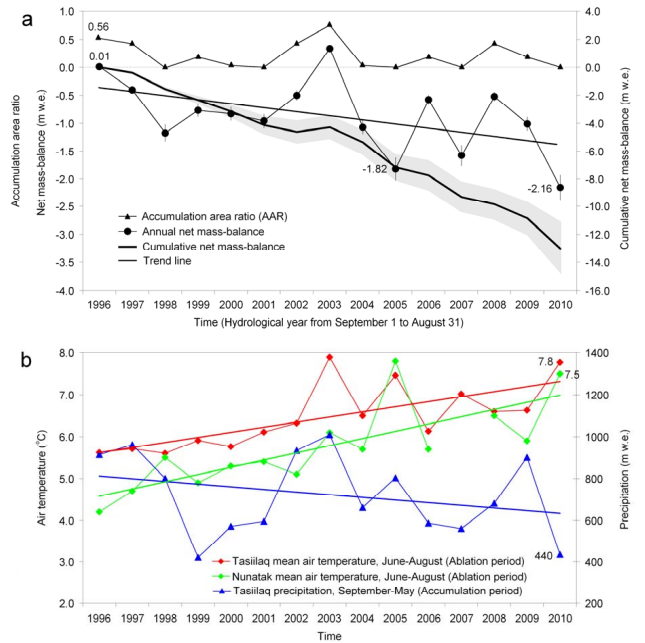 a
1.0
0.5
0.0
-0.5
-1.0
-1.5
-2.0
-2.5
-3.0
-3.5
-4.0
4.0
2.0
0.0
-2.0
-4.0
-6.0
-8.0
-10.0
-12.0
-14.0
-16.0
Accumulation area ratio
Net mass-balance (m w.e.)
Cumulative net mass-balance (m w.e.)
0.56
0.01
-1.82
-2.16
Accumulation area ratio (AAR)
Annual net mass-balance
Cumulative net mass-balance
Trend line
1996 1997 1998 1999 2000 2001 2002 2003 2004 2005 2006 2007 2008 2009 2010
Time (Hydrological year from September 1 to August 31)
b
8.0
7.0
6.0
5.0
4.0
3.0
2.0
1400
1200
1000
800
600
400
200
Air temperature (°C)
Precipiration (m w.e.)
7.8
7.5
440
Tasiilaq mean air temperature, June-August (Ablation period)
Nunatak mean air temperature, June-August (Ablation period)
Tasiilaq precipitation, September-May (Accumulation period)
1996 1997 1998 1999 2000 2001 2002 2003 2004 2005 2006 2007 2008 2009 2010
Time